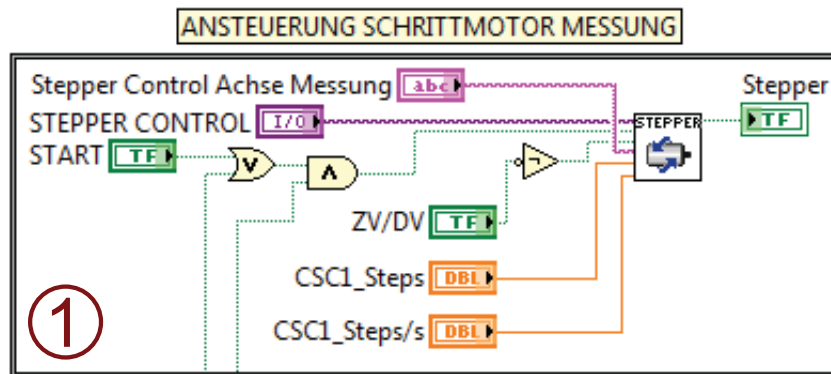 ANSTEUERUNG SCHRITTMOTOR MESSUNG
Stepper Control Achse Messung abc Stepper
STEPPER CONTROL I/O STEPPER TF
START TF V Λ
ZV/DV TF ¬
CSC1_Steps DBL
CSC1_Steps/s DBL
1